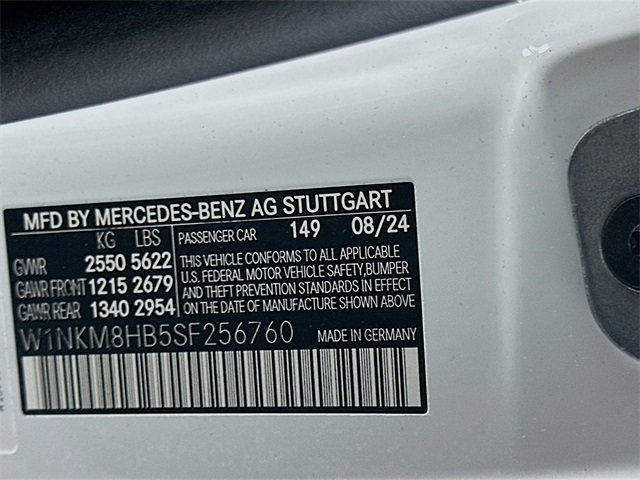 MFD BY MERCEDES-BENZ AG STUTTGART
KG LBS PASSENGER CAR 149 08/24
GVWR 2550 5622
GAWR FRONT 1215 2679
GAWR REAR 1340 2954
THIS VEHICLE CONFORMS TO ALL APPLICABLE
U.S. FEDERAL MOTOR VEHICLE SAFETY, BUMPER
AND THEFT PREVENTION STANDARDS IN EFFECT
ON THE DATE OF MANUFACTURE SHOWN ABOVE
W1NKM8HB5SF256760
MADE IN GERMANY